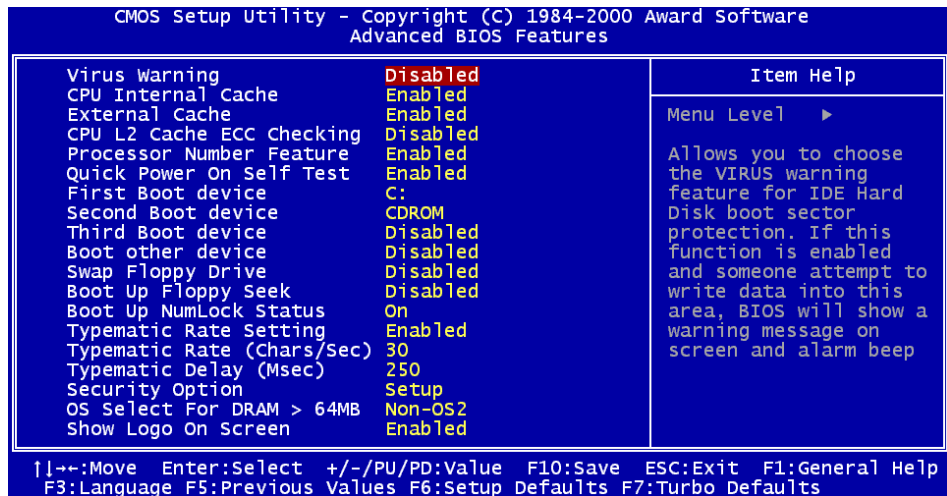 CMOS Setup Utility - Copyright (C) 1984-2000 Award Software
Advanced BIOS Features
Virus Warning Disabled
CPU Internal Cache Enabled
External Cache Enabled
CPU L2 Cache ECC Checking Disabled
Processor Number Feature Enabled
Quick Power On Self Test Enabled
First Boot device C:
Second Boot device CDROM
Third Boot device Disabled
Boot other device Disabled
Swap Floppy Drive Disabled
Boot Up Floppy Seek Disabled
Boot Up NumLock Status On
Typematic Rate Setting Enabled
Typematic Rate (Chars/Sec) 30
Typematic Delay (Msec) 250
Security Option Setup
OS Select For DRAM > 64MB Non-OS2
Show Logo On Screen Enabled
Item Help
Menu Level ▶
Allows you to choose
the VIRUS warning
feature for IDE Hard
Disk boot sector
protection. If this
function is enabled
and someone attempt to
write data into this
area, BIOS will show a
warning message on
screen and alarm beep
↑↓→←:Move Enter:Select +/-/PU/PD:Value F10:Save ESC:Exit F1:General Help
F3:Language F5:Previous Values F6:Setup Defaults F7:Turbo Defaults